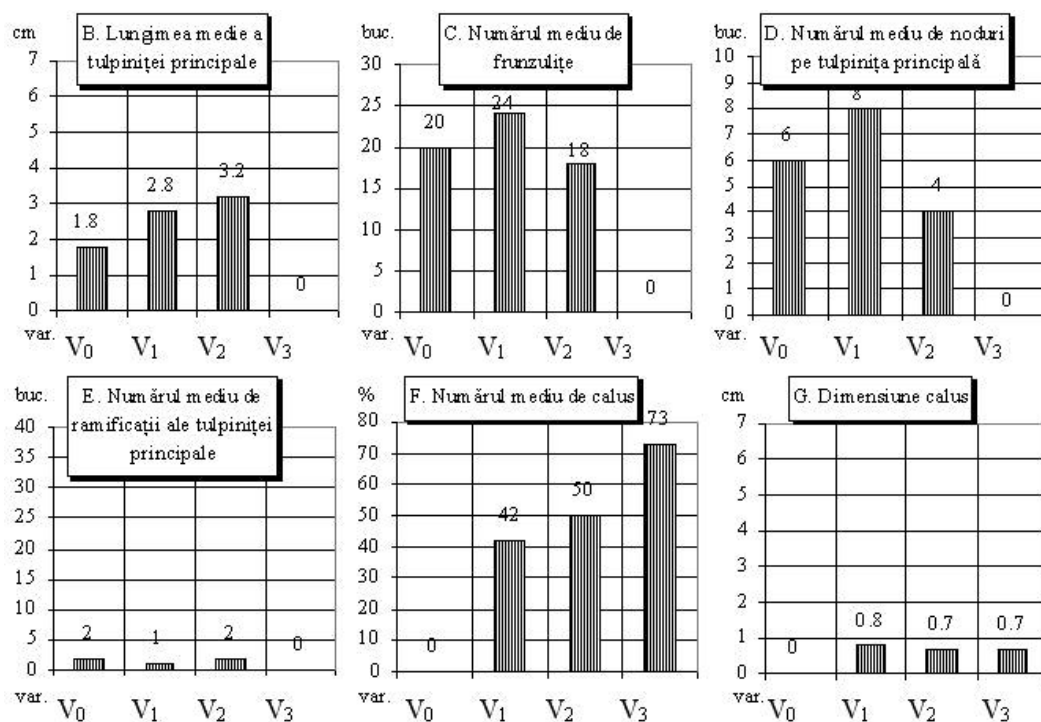 cm
B. Lungimea medie a
tulpiniței principale
7
6
5
4
3
2
1
0
1.8
2.8
3.2
0
var.
V0 V1 V2 V3
buc.
C. Numărul mediu de
frunzulițe
30
25
20
15
10
5
0
20
24
18
0
var.
V0 V1 V2 V3
buc.
D. Numărul mediu de noduri
pe tulpinița principală
10
9
8
7
6
5
4
3
2
1
0
6
8
4
0
var.
V0 V1 V2 V3
buc.
E. Numărul mediu de
ramificații ale tulpiniței
principale
40
35
30
25
20
15
10
5
0
2
1
2
0
var.
V0 V1 V2 V3
%
F. Numărul mediu de calus
80
70
60
50
40
30
20
10
0
0
42
50
73
var.
V0 V1 V2 V3
cm
G. Dimensiune calus
7
6
5
4
3
2
1
0
0
0.8
0.7
0.7
var.
V0 V1 V2 V3